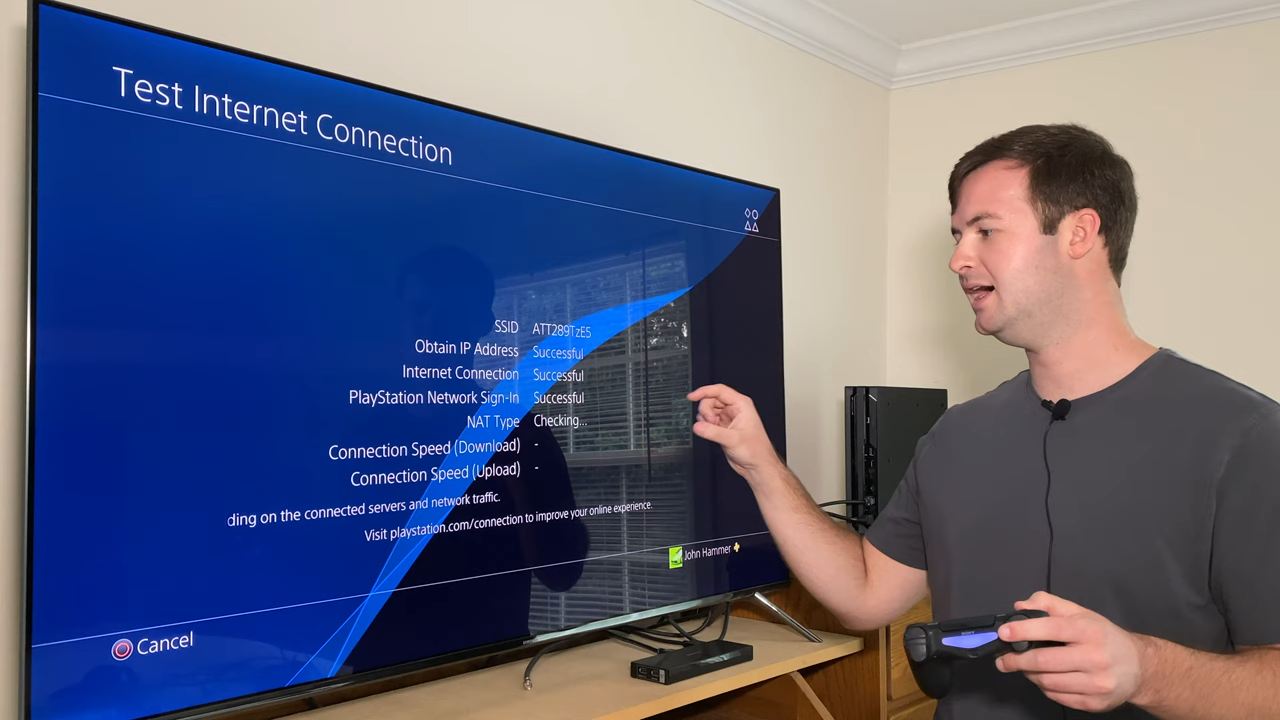 Test Internet Connection
SSID ATT289TzE5
Obtain IP Address Successful
Internet Connection Successful
PlayStation Network Sign-In Successful
NAT Type Checking...
Connection Speed (Download) -
Connection Speed (Upload) -
ding on the connected servers and network traffic.
Visit playstation.com/connection to improve your online experience.
John Hammer
Cancel
SONY